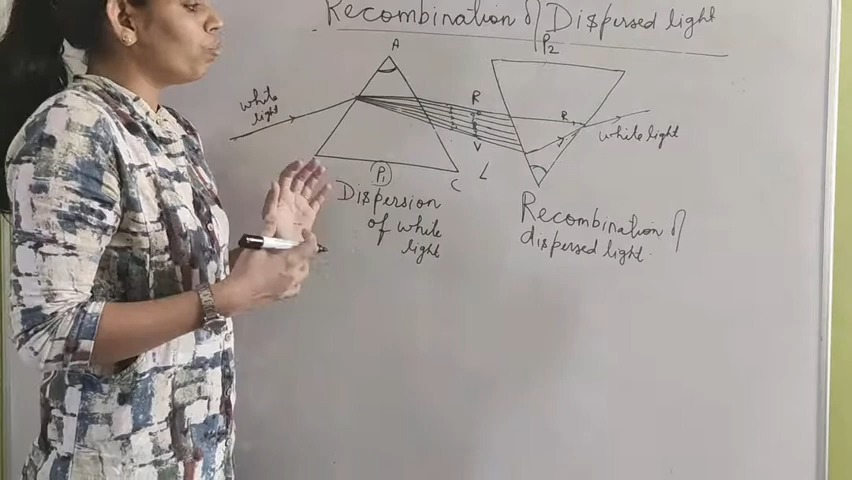 Recombination of Dispersed light
P2
A
white
light
R
R
white light
V
P1
C
Dispersion
of white
light
Recombination of
dispersed light.